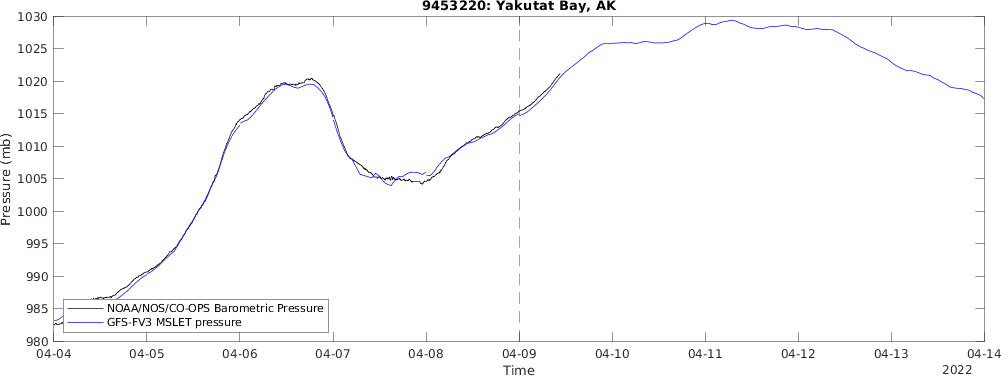 9453220: Yakutat Bay, AK
Pressure (mb)
1030
1025
1020
1015
1010
1005
1000
995
990
985
980
NOAA/NOS/CO-OPS Barometric Pressure
GFS-FV3 MSLET pressure
04-04 04-05 04-06 04-07 04-08 04-09 04-10 04-11 04-12 04-13 04-14
Time
2022